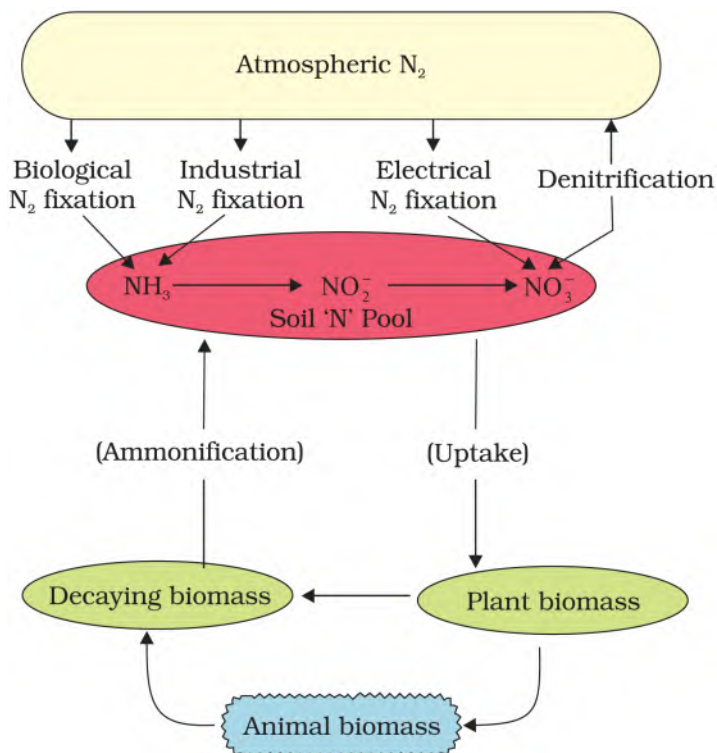 Atmospheric N₂
Biological
N₂ fixation
Industrial
N₂ fixation
Electrical
N₂ fixation
Denitrification
NH₃
NO₂⁻
NO₃⁻
Soil ‘N’ Pool
(Ammonification)
(Uptake)
Decaying biomass
Plant biomass
Animal biomass